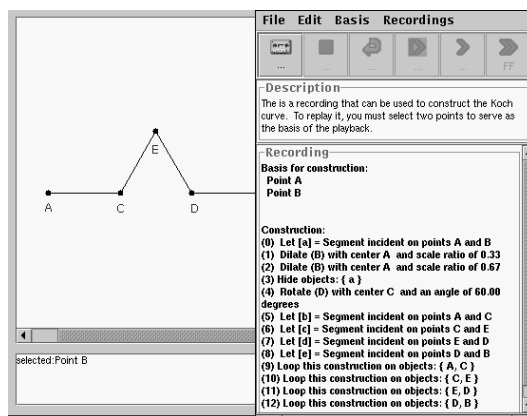 File Edit Basis Recordings
... ... ... ... ... FF
Description
The is a recording that can be used to construct the Koch
curve. To replay it, you must select two points to serve as
the basis of the playback.
E
A
C
D
Recording
Basis for construction:
Point A
Point B
Construction:
(0) Let [a] = Segment incident on points A and B
(1) Dilate (B) with center A and scale ratio of 0.33
(2) Dilate (B) with center A and scale ratio of 0.67
(3) Hide objects: { a }
(4) Rotate (D) with center C and an angle of 60.00
degrees
(5) Let [b] = Segment incident on points A and C
(6) Let [c] = Segment incident on points C and E
(7) Let [d] = Segment incident on points E and D
(8) Let [e] = Segment incident on points D and B
(9) Loop this construction on objects: { A, C }
(10) Loop this construction on objects: { C, E }
(11) Loop this construction on objects: { E, D }
(12) Loop this construction on objects: { D, B }
selected:Point B